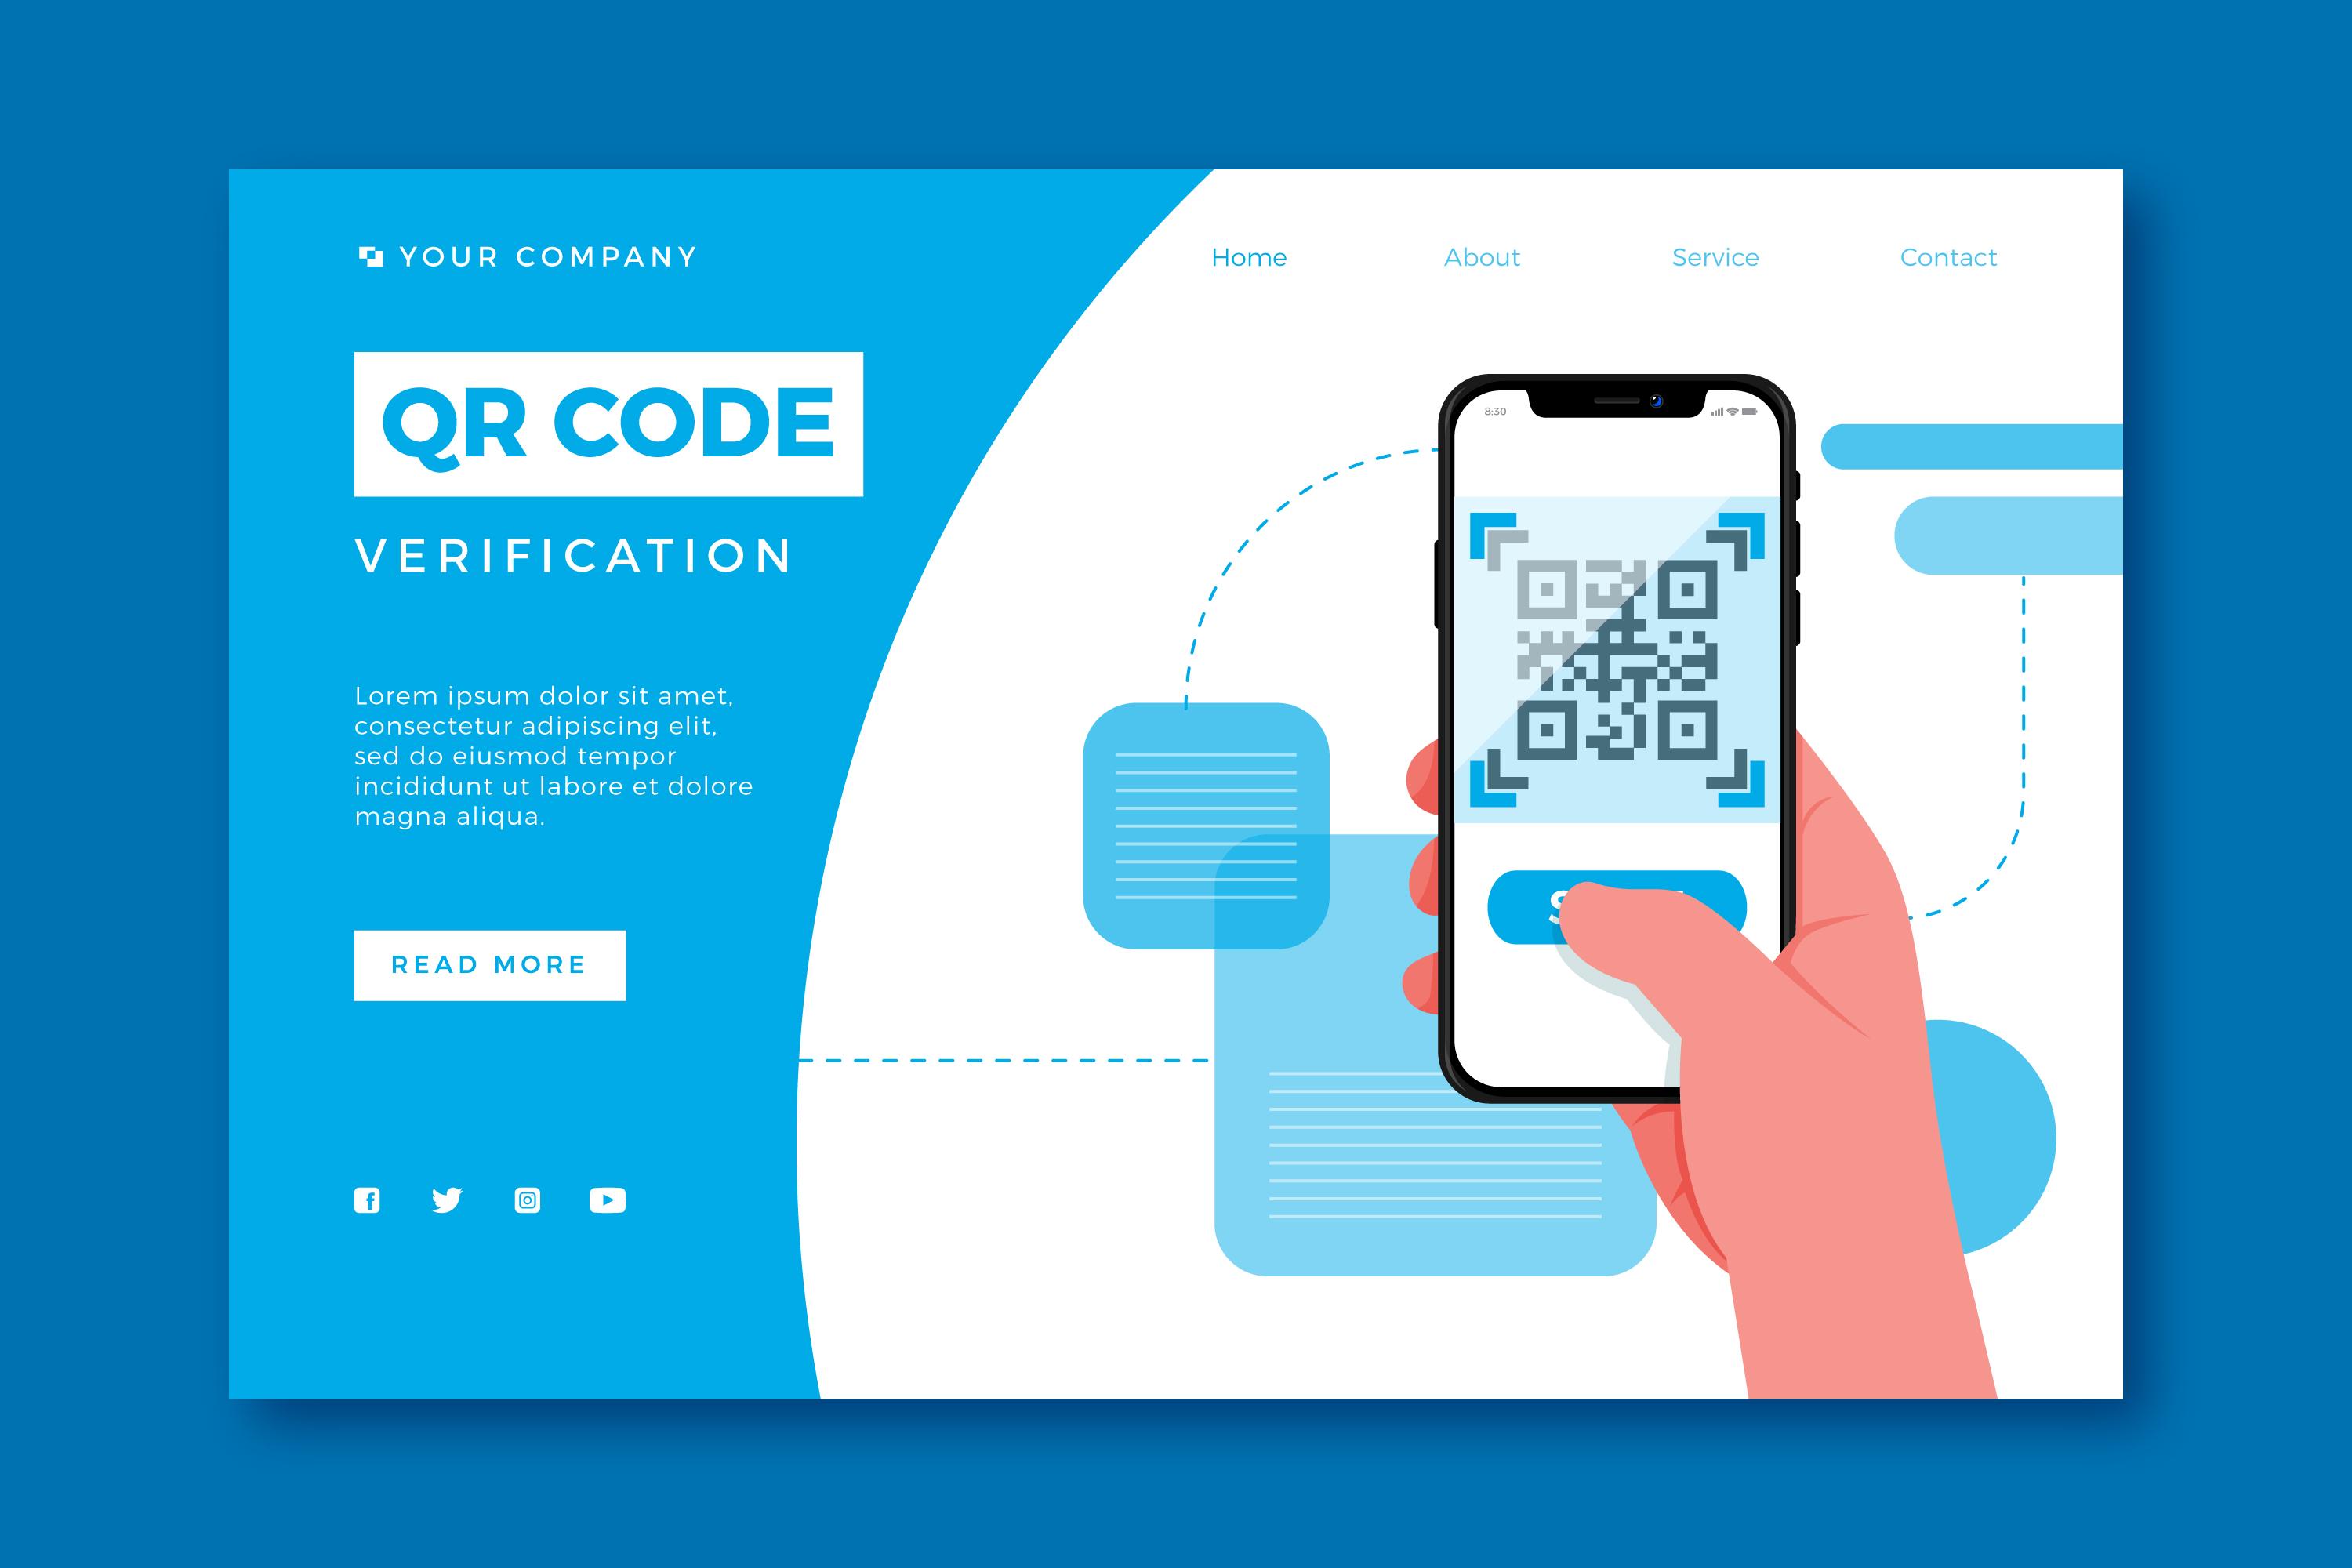 YOUR COMPANY
Home About Service Contact
QR CODE
VERIFICATION
8:30
Lorem ipsum dolor sit amet,
consectetur adipiscing elit,
sed do eiusmod tempor
incididunt ut labore et dolore
magna aliqua.
READ MORE